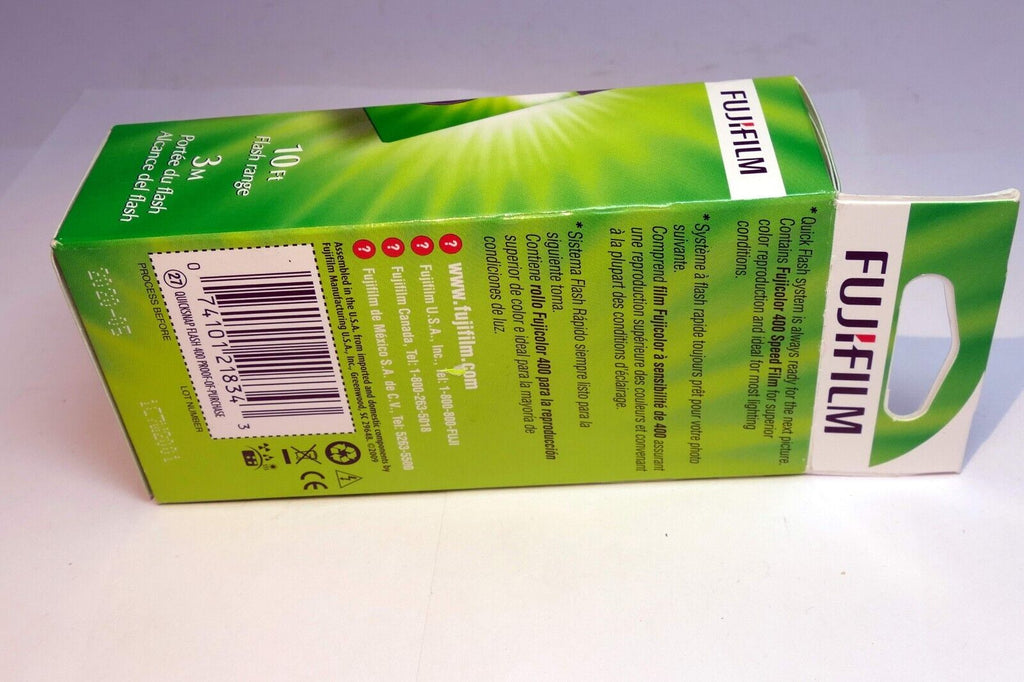 FUJIFILM
FUJIFILM
10 Ft
Flash range
3 M
Portée du flash
Alcance del flash
* Quick Flash system is always ready for the next picture.
Contains Fujicolor 400 Speed Film for superior
color reproduction and ideal for most lighting
conditions.
* Système à flash rapide toujours prêt pour votre photo
suivante.
Comprend film Fujicolor à sensibilité de 400 assurant
une reproduction supérieure des couleurs et convenant
à la plupart des conditions d'éclairage.
* Sistema Flash Rápido siempre listo para la
siguiente toma.
Contiene rollo Fujicolor 400 para la reproducción
superior de color e ideal para la mayoría de
condiciones de luz.
? www.fujifilm.com
? Fujifilm U.S.A., Inc., Tel: 1-800-800-FUJI
? Fujifilm Canada, Tel: 1-800-263-5018
? Fujifilm de México S.A. de C.V., Tel: 5263-5500
Assembled in the U.S.A. from imported and domestic components by
Fujifilm Manufacturing U.S.A., Inc., Greenwood, SC 29648. ©2009
0 74101 21834 3
27 QUICKSNAP FLASH 400 PROOF-OF-PURCHASE
PROCESS BEFORE
LOT NUMBER
CE